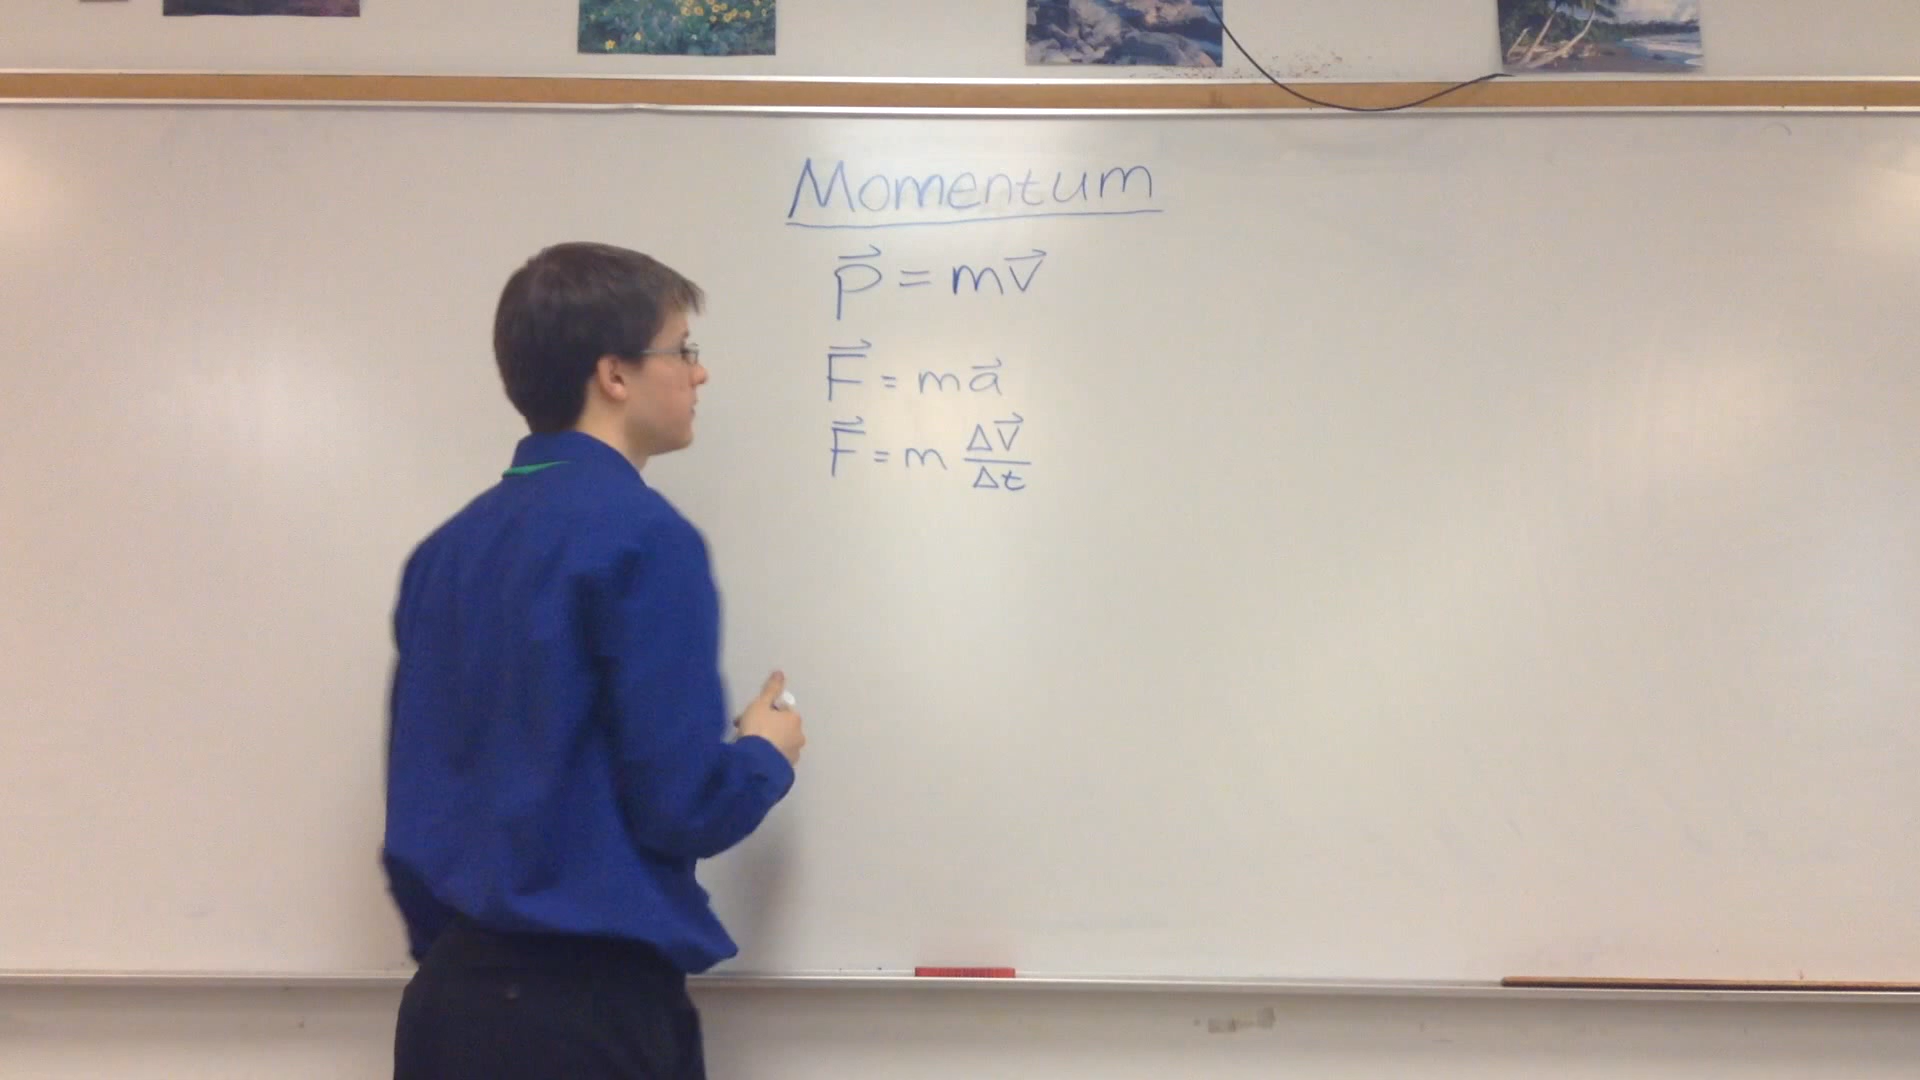 Momentum
p⃗ = mv⃗
F⃗ = ma⃗
F⃗ = m Δv⃗/Δt